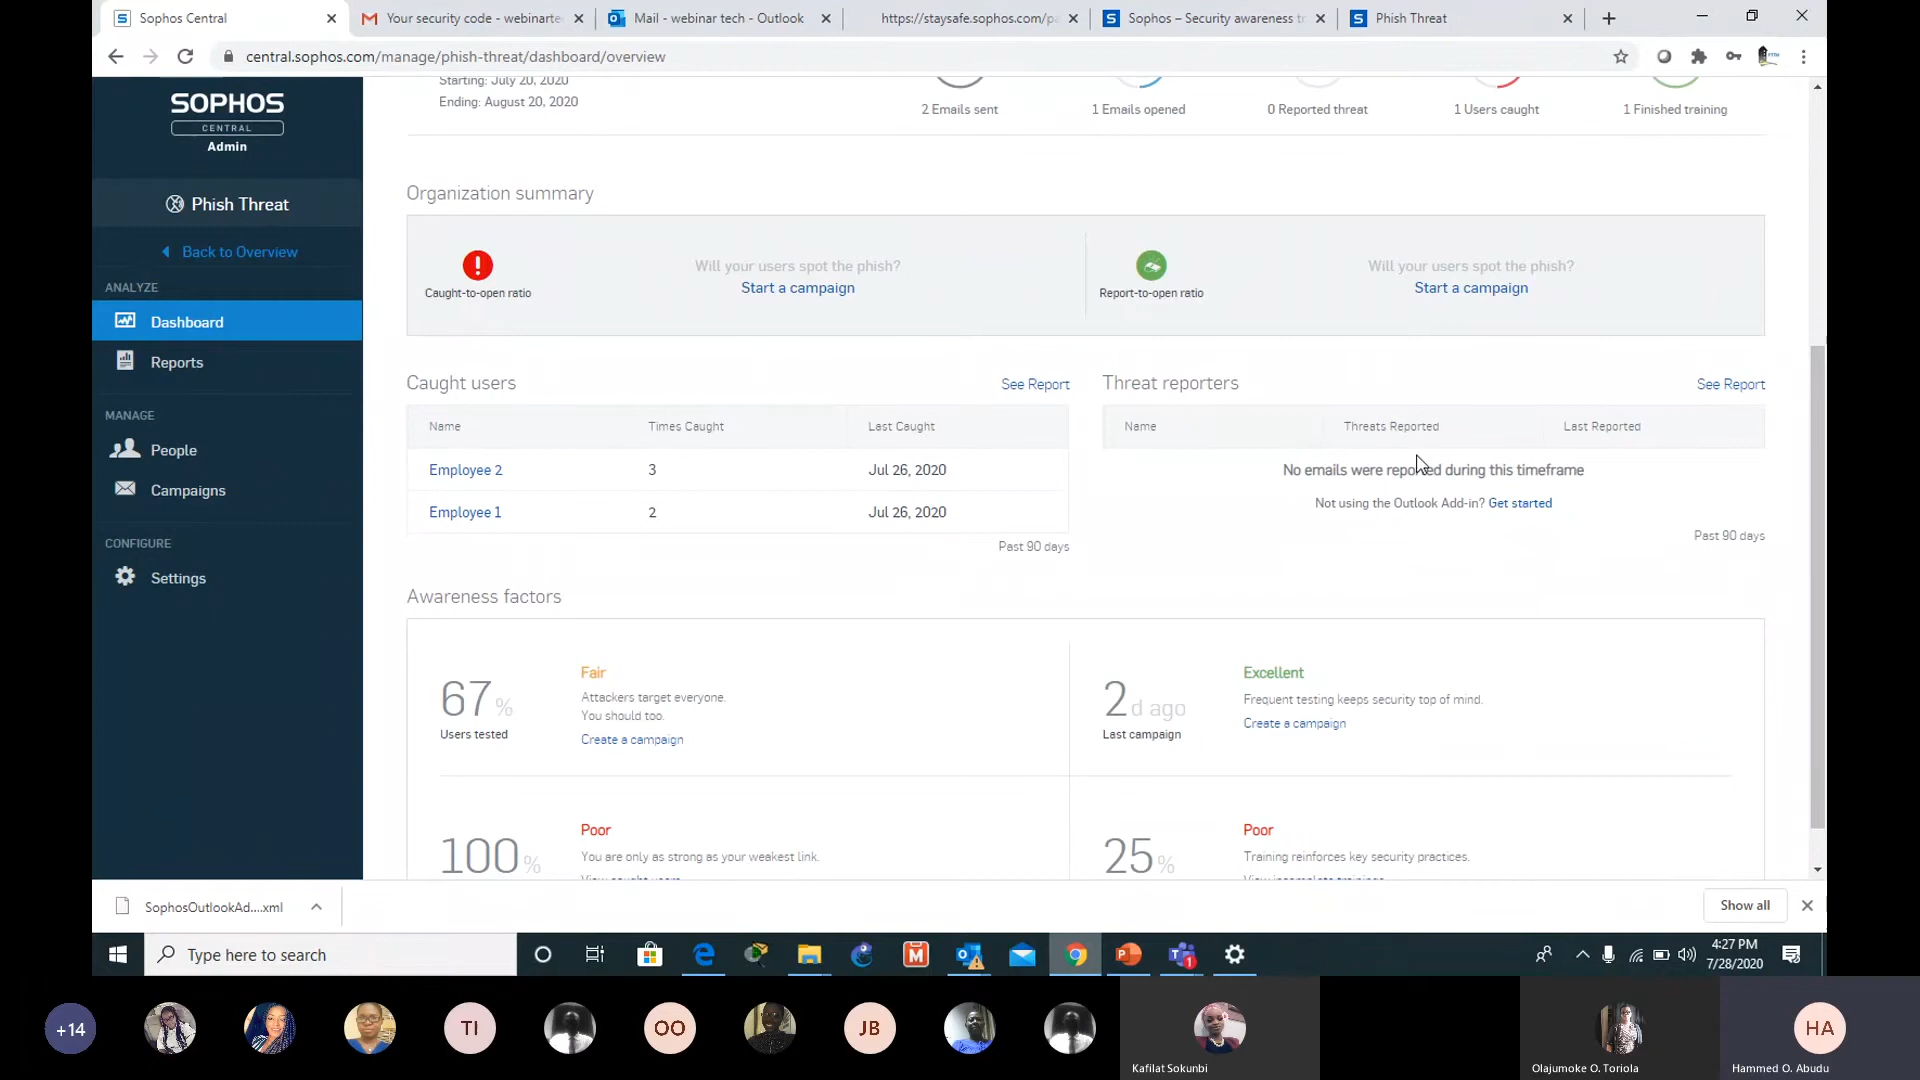 Sophos Central
Your security code - webinarte
Mail - webinar tech - Outlook
https://staysafe.sophos.com/pa
Sophos – Security awareness tr
Phish Threat
central.sophos.com/manage/phish-threat/dashboard/overview
SOPHOS
CENTRAL
Admin
Phish Threat
Back to Overview
ANALYZE
Dashboard
Reports
MANAGE
People
Campaigns
CONFIGURE
Settings
Starting: July 20, 2020
Ending: August 20, 2020
2 Emails sent
1 Emails opened
0 Reported threat
1 Users caught
1 Finished training
Organization summary
Caught-to-open ratio
Will your users spot the phish?
Start a campaign
Report-to-open ratio
Will your users spot the phish?
Start a campaign
Caught users
See Report
Name Times Caught Last Caught
Employee 2 3 Jul 26, 2020
Employee 1 2 Jul 26, 2020
Past 90 days
Threat reporters
See Report
Name Threats Reported Last Reported
No emails were reported during this timeframe
Not using the Outlook Add-in? Get started
Past 90 days
Awareness factors
67 %
Users tested
Fair
Attackers target everyone.
You should too.
Create a campaign
2 d ago
Last campaign
Excellent
Frequent testing keeps security top of mind.
Create a campaign
100 %
Poor
You are only as strong as your weakest link.
View caught users
25 %
Poor
Training reinforces key security practices.
View incomplete trainings
SophosOutlookAd....xml
Show all
Type here to search
4:27 PM
7/28/2020
+14
TI
OO
JB
HA
Kafilat Sokunbi
Olajumoke O. Toriola
Hammed O. Abudu